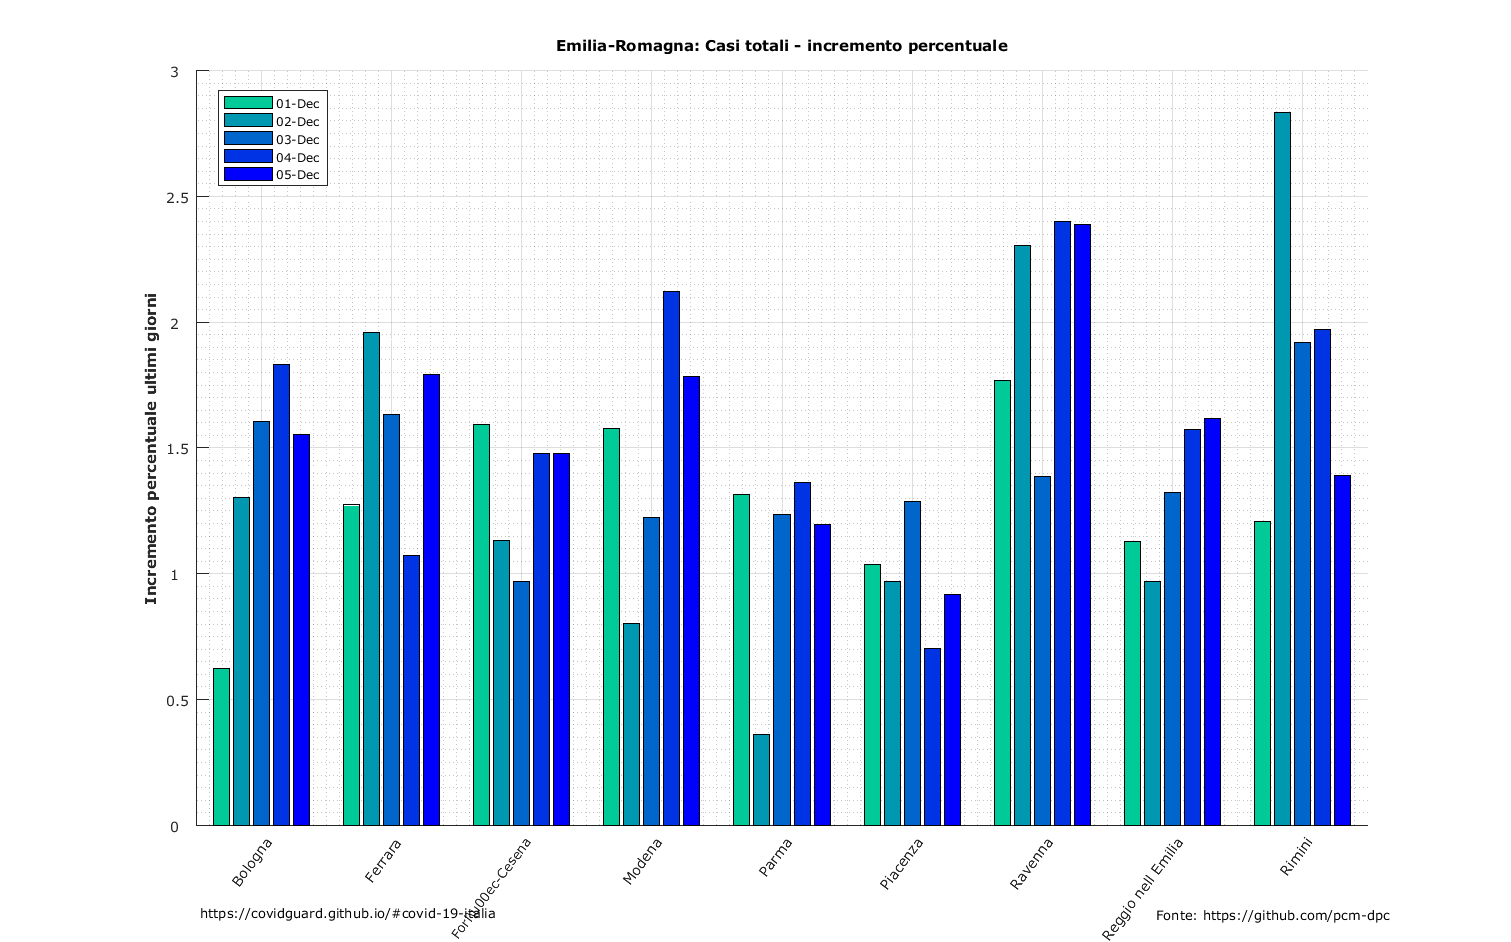 Emilia-Romagna: Casi totali - incremento percentuale
3
2.5
2
1.5
1
0.5
0
Incremento percentuale ultimi giorni
01-Dec
02-Dec
03-Dec
04-Dec
05-Dec
Bologna
Ferrara
Forl\u00ec-Cesena
Modena
Parma
Piacenza
Ravenna
Reggio nell Emilia
Rimini
https://covidguard.github.io/#covid-19-italia
Fonte: https://github.com/pcm-dpc